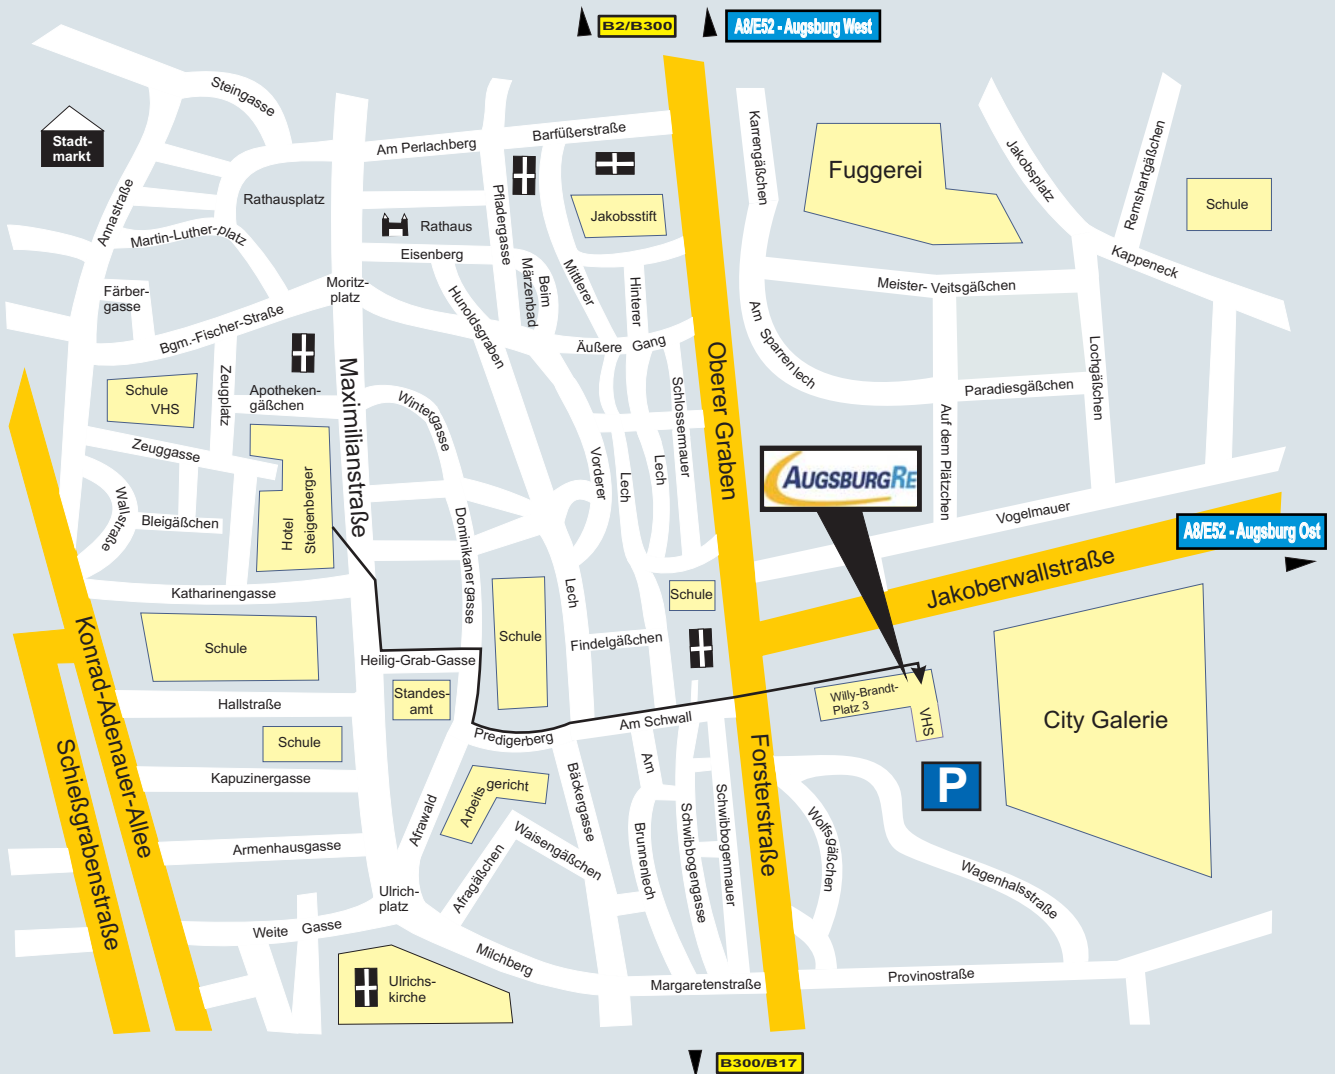 B2/B300
A8/E52 - Augsburg West
Steingasse
Stadt-
markt
Am Perlachberg
Barfüßerstraße
Karrengäßchen
Fuggerei
Jakobsplatz
Remshartgäßchen
Schule
Annastraße
Rathausplatz
Pfladergasse
Jakobsstift
Martin-Luther-platz
Rathaus
Eisenberg
Kappeneck
Färber-
gasse
Moritz-
platz
Beim
Märzenbad
Mittlerer
Hinterer
Meister- Veitsgäßchen
Bgm.-Fischer-Straße
Hunoldsgraben
Äußere Gang
Am Sparrenlech
Lochgäßchen
Schule
VHS
Zeugplatz
Apotheken-
gäßchen
Maximilianstraße
Wintergasse
Schlossermauer
Oberer Graben
Paradiesgäßchen
Auf dem Plätzchen
Zeuggasse
Vorderer
Lech
Lech
AUGSBURGRE
Wallstraße
Bleigäßchen
Hotel
Steigenberger
Dominikanergasse
Vogelmauer
A8/E52 - Augsburg Ost
Jakoberwallstraße
Katharinengasse
Lech
Schule
Schule
Schule
Findelgäßchen
Konrad-Adenauer-Allee
Heilig-Grab-Gasse
Standes-
amt
Hallstraße
Willy-Brandt-
Platz 3
VHS
City Galerie
Am Schwall
Predigerberg
Schule
Forsterstraße
Schießgrabenstraße
Kapuzinergasse
Arbeits gericht
Bäckergasse
Am
Brunnenlech
Schwibbogengasse
Schwibbogenmauer
P
Wolfsgäßchen
Afrawald
Waisengäßchen
Armenhausgasse
Afragäßchen
Wagenhalsstraße
Ulrich-
platz
Weite Gasse
Milchberg
Ulrichs-
kirche
Margaretenstraße
Provinostraße
B300/B17